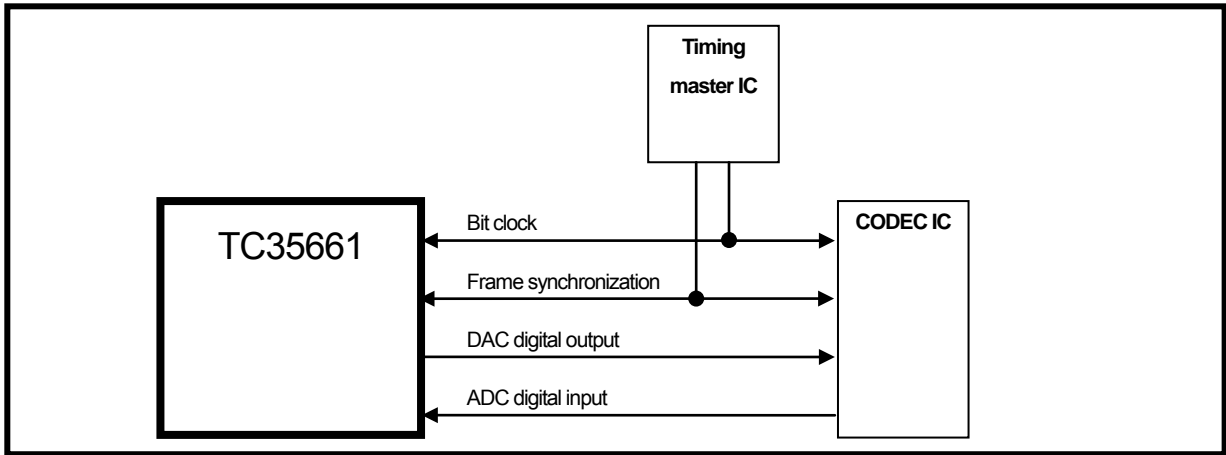 Timing
master IC
TC35661
Bit clock
CODEC IC
Frame synchronization
DAC digital output
ADC digital input